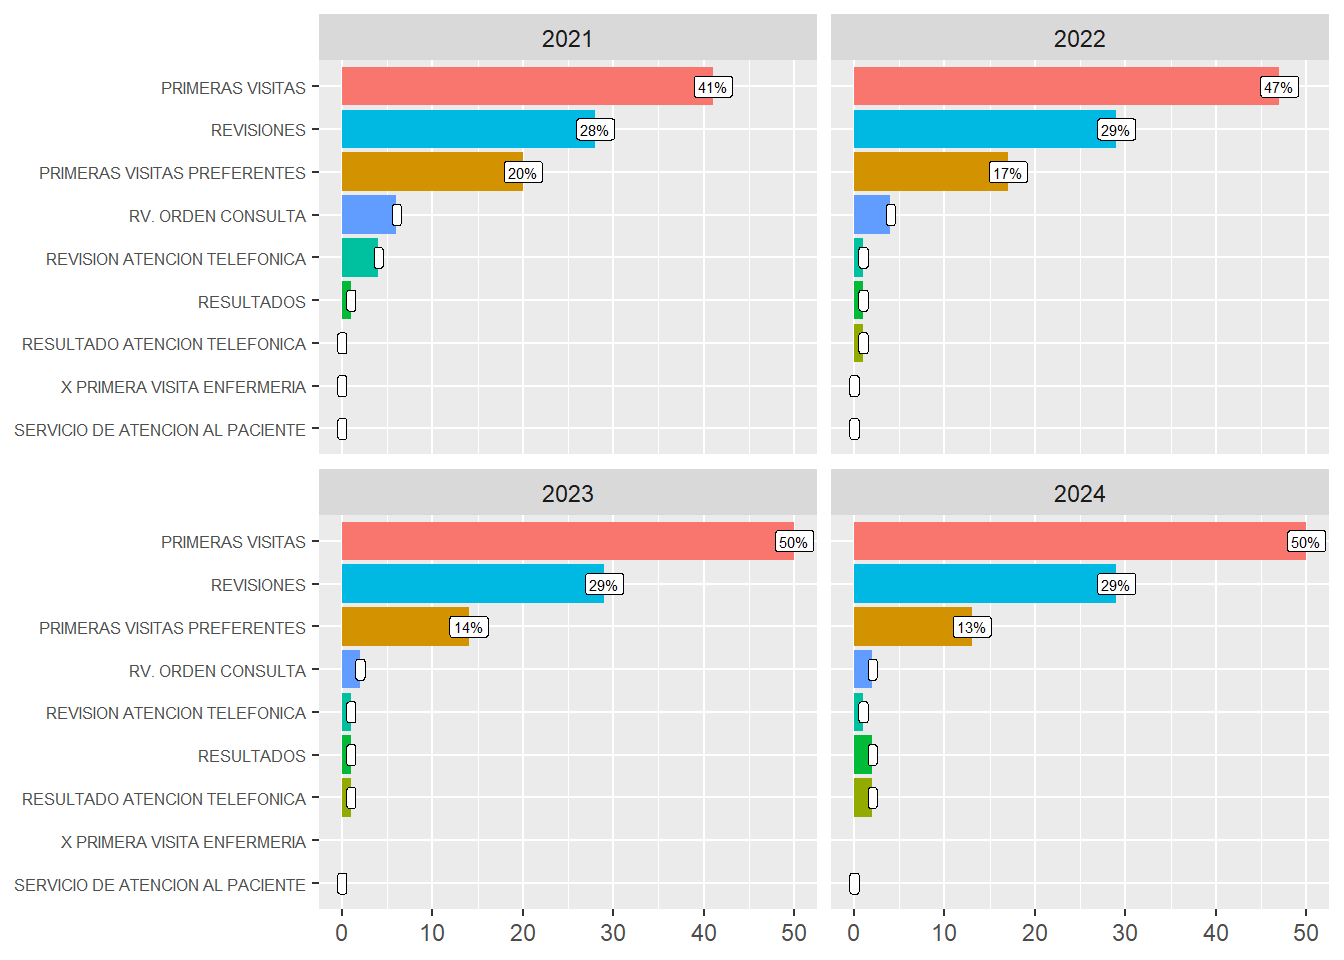 2021
2022
PRIMERAS VISITAS
41%
47%
REVISIONES
28%
29%
PRIMERAS VISITAS PREFERENTES
20%
17%
RV. ORDEN CONSULTA
REVISION ATENCION TELEFONICA
RESULTADOS
RESULTADO ATENCION TELEFONICA
X PRIMERA VISITA ENFERMERIA
SERVICIO DE ATENCION AL PACIENTE
2023
2024
PRIMERAS VISITAS
50%
50%
REVISIONES
29%
29%
PRIMERAS VISITAS PREFERENTES
14%
13%
RV. ORDEN CONSULTA
REVISION ATENCION TELEFONICA
RESULTADOS
RESULTADO ATENCION TELEFONICA
X PRIMERA VISITA ENFERMERIA
SERVICIO DE ATENCION AL PACIENTE
0 10 20 30 40 50
0 10 20 30 40 50